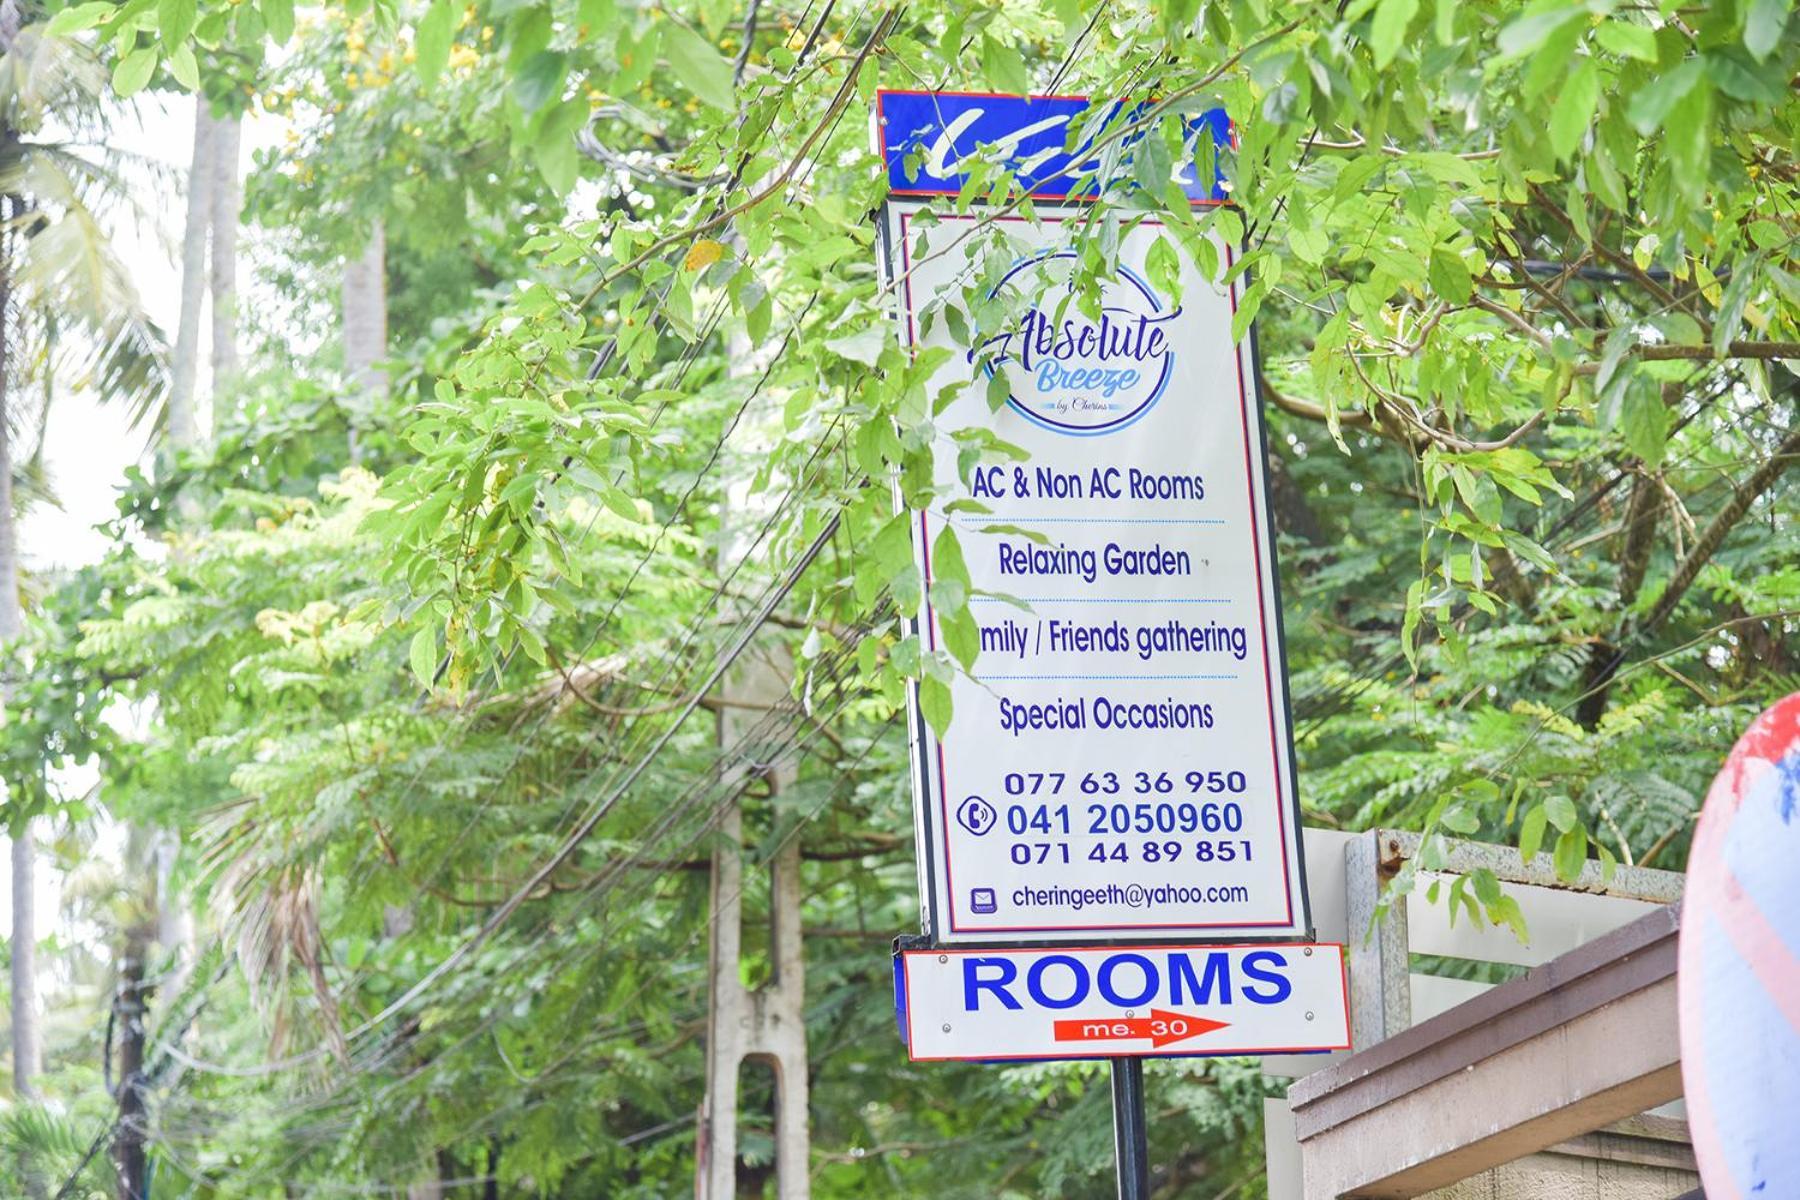 Absolute
Breeze
by Cherins
AC & Non AC Rooms
Relaxing Garden
mily / Friends gathering
Special Occasions
077 63 36 950
041 2050960
071 44 89 851
cheringeeth@yahoo.com
ROOMS
me. 30